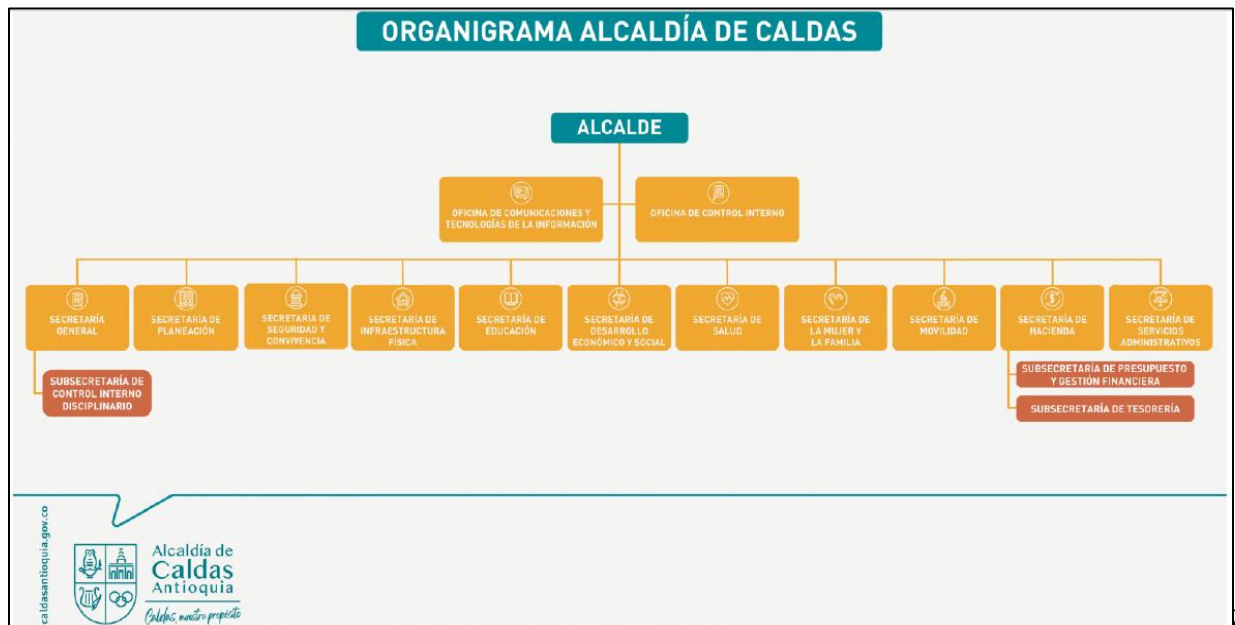 ORGANIGRAMA ALCALDÍA DE CALDAS
ALCALDE
OFICINA DE COMUNICACIONES Y
TECNOLOGÍAS DE LA INFORMACIÓN
OFICINA DE CONTROL INTERNO
SECRETARÍA
GENERAL
SECRETARÍA DE
PLANEACIÓN
SECRETARÍA DE
SEGURIDAD Y
CONVIVENCIA
SECRETARÍA DE
INFRAESTRUCTURA
FÍSICA
SECRETARÍA DE
EDUCACIÓN
SECRETARÍA DE
DESARROLLO
ECONÓMICO Y SOCIAL
SECRETARÍA DE
SALUD
SECRETARÍA DE
LA MUJER Y
LA FAMILIA
SECRETARÍA DE
MOVILIDAD
SECRETARÍA DE
HACIENDA
SECRETARÍA DE
SERVICIOS
ADMINISTRATIVOS
SUBSECRETARÍA DE
CONTROL INTERNO
DISCIPLINARIO
SUBSECRETARÍA DE PRESUPUESTO
Y GESTIÓN FINANCIERA
SUBSECRETARÍA DE TESORERÍA
caldasantioquia.gov.co
Alcaldía de
Caldas
Antioquia
Caldas, nuestro propósito